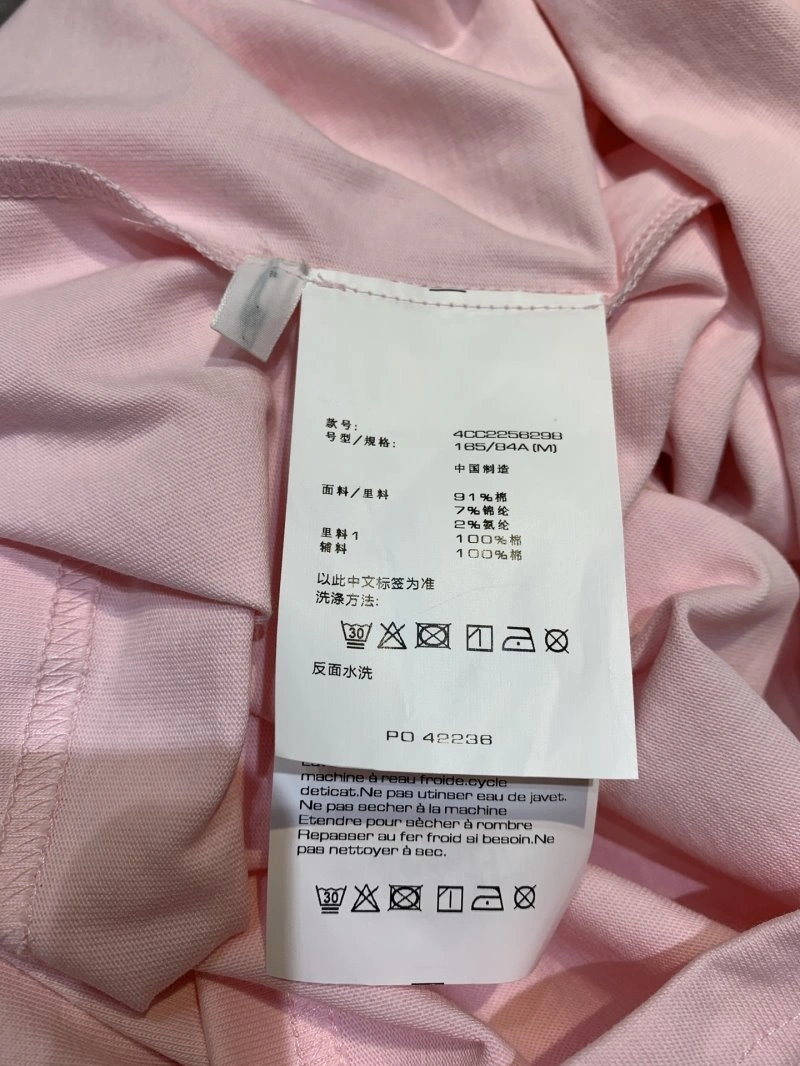 款号: 4CC2256298
号型/规格: 165/84A (M)
中国制造
面料/里料 91%棉
7%锦纶
2%氨纶
里料1 100%棉
辅料 100%棉
以此中文标签为准
洗涤方法:
30
反面水洗
PO 42236
machine à reau froide.cycle
deticat.Ne pas utinser eau de javet.
Ne pas secher à la machine
Etendre pour sècher à rombre
Repasser au fer froid si besoin.Ne
pas nettoyer à sec.
30